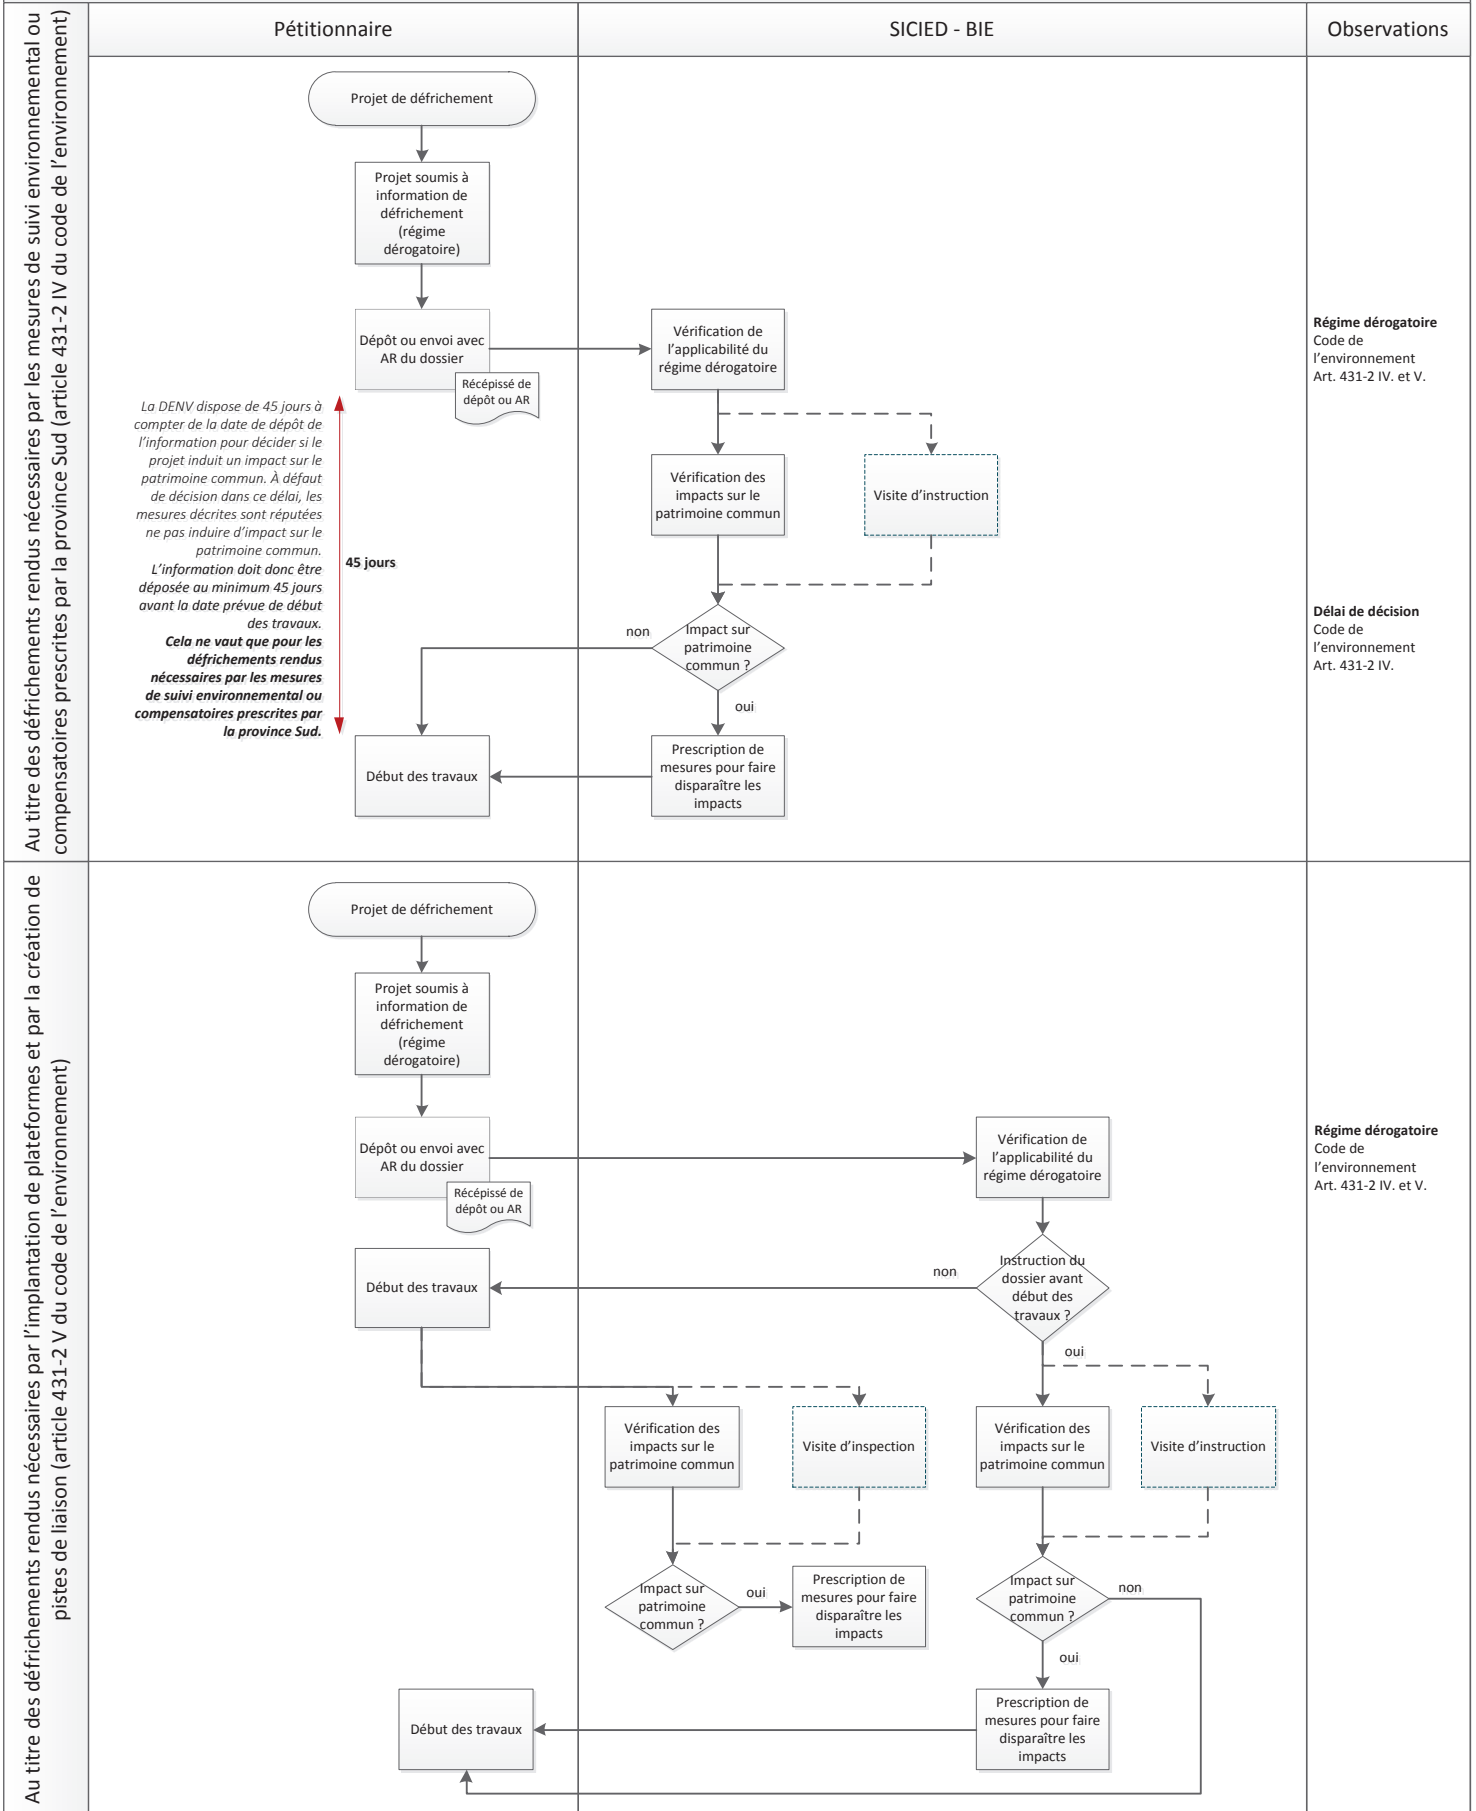 Au titre des défrichements rendus nécessaires par les mesures de suivi environnemental ou
compensatoires prescrites par la province Sud (article 431-2 IV du code de l'environnement)
Pétitionnaire
SICIED - BIE
Observations
Projet de défrichement
Projet soumis à
information de
défrichement
(régime
dérogatoire)
Dépôt ou envoi avec
AR du dossier
Récépissé de
dépôt ou AR
Vérification de
l'applicabilité du
régime dérogatoire
Régime dérogatoire
Code de
l'environnement
Art. 431-2 IV. et V.
La DENV dispose de 45 jours à
compter de la date de dépôt de
l'information pour décider si le
projet induit un impact sur le
patrimoine commun. À défaut
de décision dans ce délai, les
mesures décrites sont réputées
ne pas induire d'impact sur le
patrimoine commun.
L'information doit donc être
déposée au minimum 45 jours
avant la date prévue de début
des travaux.
Cela ne vaut que pour les
défrichements rendus
nécessaires par les mesures
de suivi environnemental ou
compensatoires prescrites par
la province Sud.
45 jours
Vérification des
impacts sur le
patrimoine commun
Visite d'instruction
non
Impact sur
patrimoine
commun ?
oui
Délai de décision
Code de
l'environnement
Art. 431-2 IV.
Début des travaux
Prescription de
mesures pour faire
disparaître les
impacts
Au titre des défrichements rendus nécessaires par l'implantation de plateformes et par la création de
pistes de liaison (article 431-2 V du code de l'environnement)
Projet de défrichement
Projet soumis à
information de
défrichement
(régime
dérogatoire)
Dépôt ou envoi avec
AR du dossier
Récépissé de
dépôt ou AR
Vérification de
l'applicabilité du
régime dérogatoire
Régime dérogatoire
Code de
l'environnement
Art. 431-2 IV. et V.
Début des travaux
non
Instruction du
dossier avant
début des
travaux ?
oui
Vérification des
impacts sur le
patrimoine commun
Visite d'inspection
Vérification des
impacts sur le
patrimoine commun
Visite d'instruction
Impact sur
patrimoine
commun ?
oui
Prescription de
mesures pour faire
disparaître les
impacts
Impact sur
patrimoine
commun ?
non
oui
Début des travaux
Prescription de
mesures pour faire
disparaître les
impacts